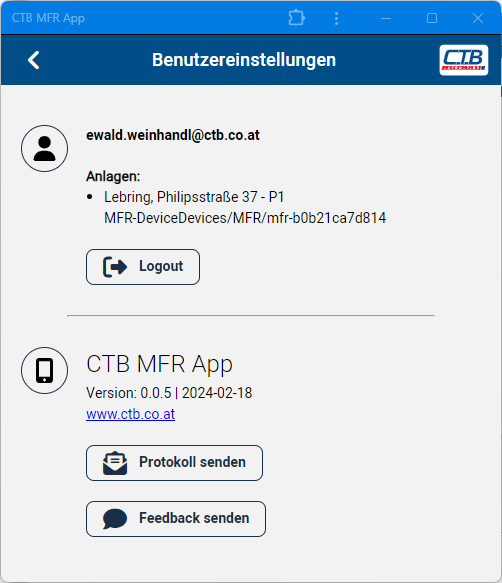 CTB MFR App
Benutzereinstellungen
CTB
ewald.weinhandl@ctb.co.at
Anlagen:
Lebring, Philipsstraße 37 - P1
MFR-DeviceDevices/MFR/mfr-b0b21ca7d814
Logout
CTB MFR App
Version: 0.0.5 | 2024-02-18
www.ctb.co.at
Protokoll senden
Feedback senden